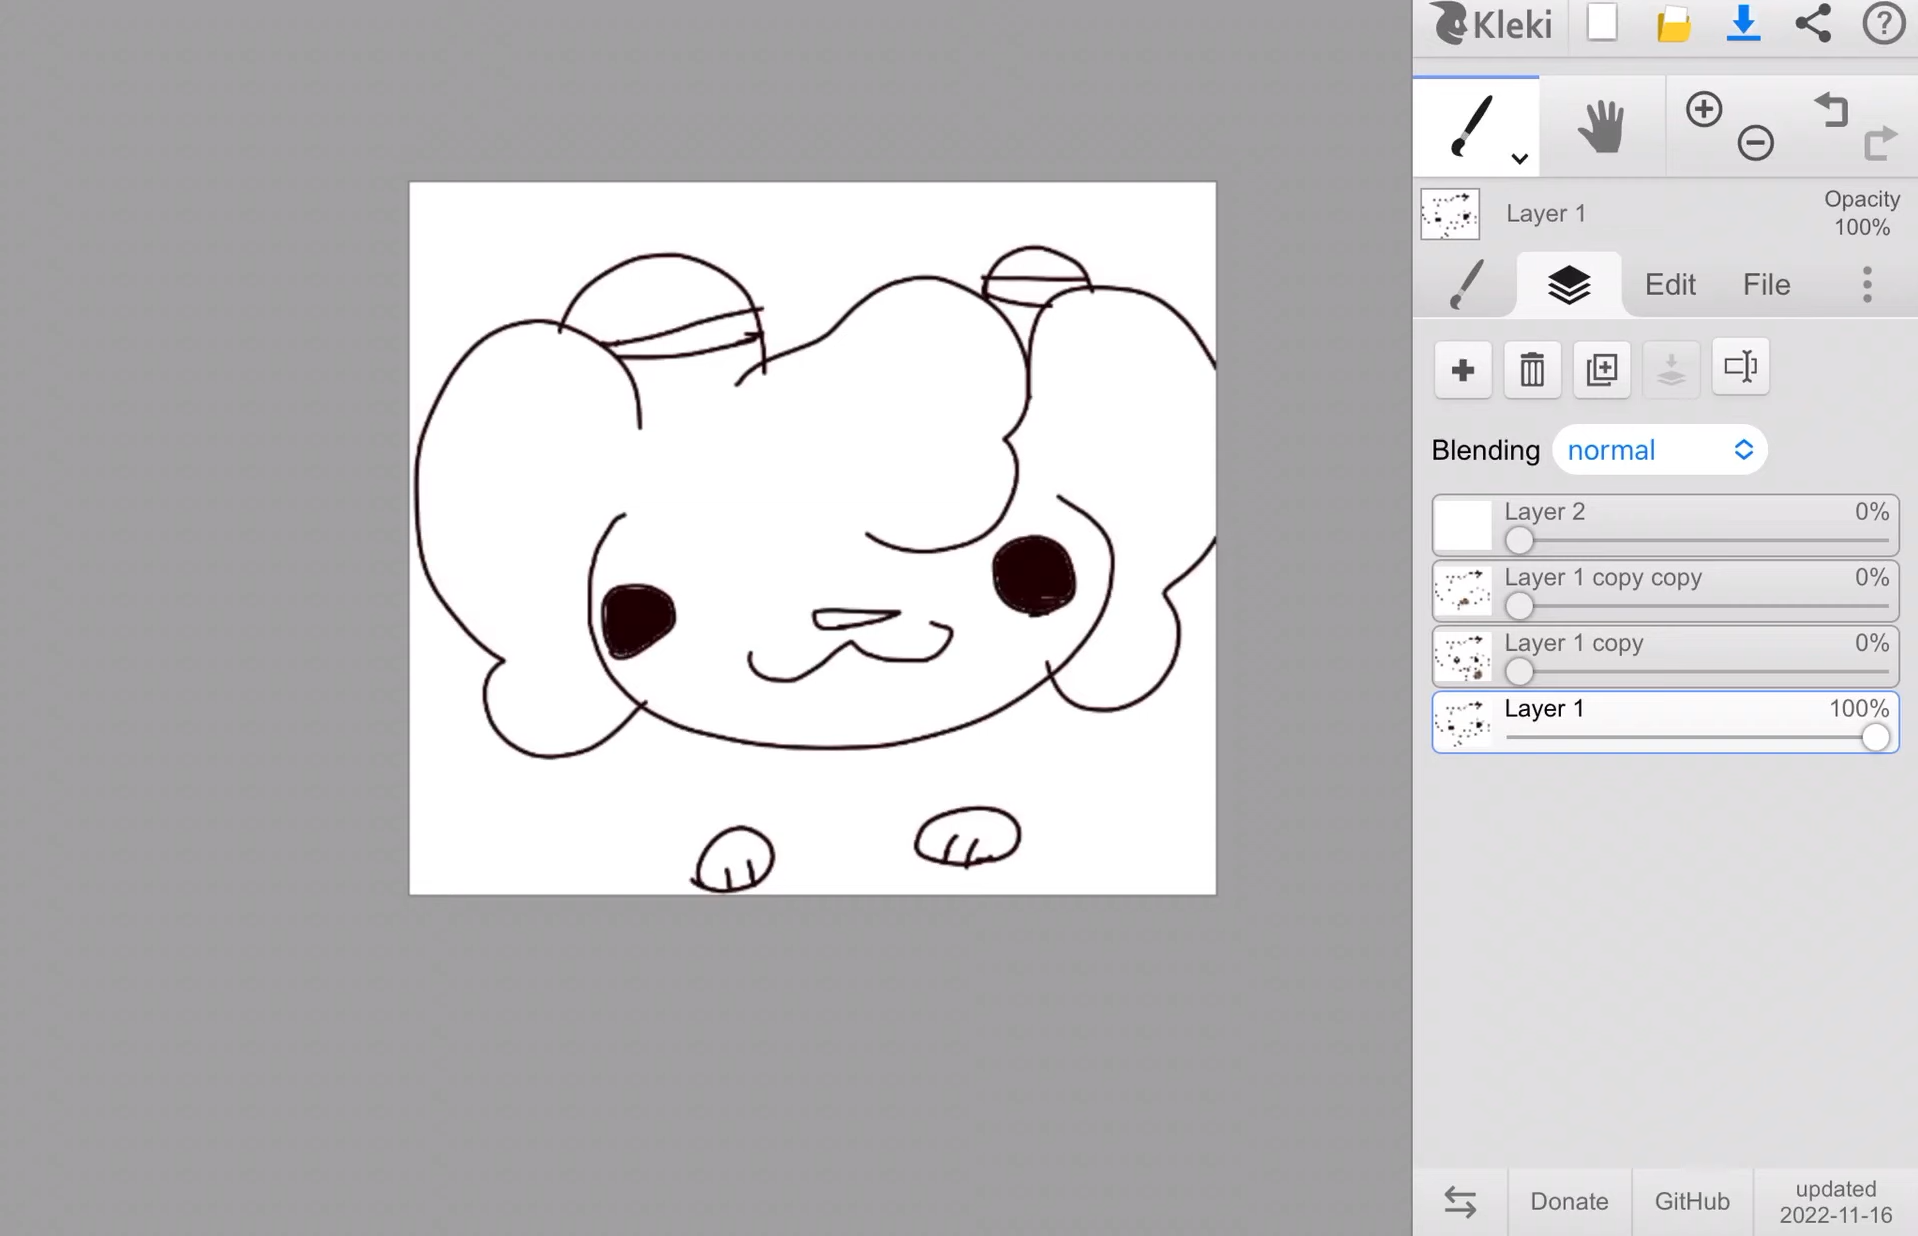 Kleki
?
Layer 1
Opacity
100%
Edit
File
Blending
normal
Layer 2
0%
Layer 1 copy copy
0%
Layer 1 copy
0%
Layer 1
100%
Donate
GitHub
updated
2022-11-16